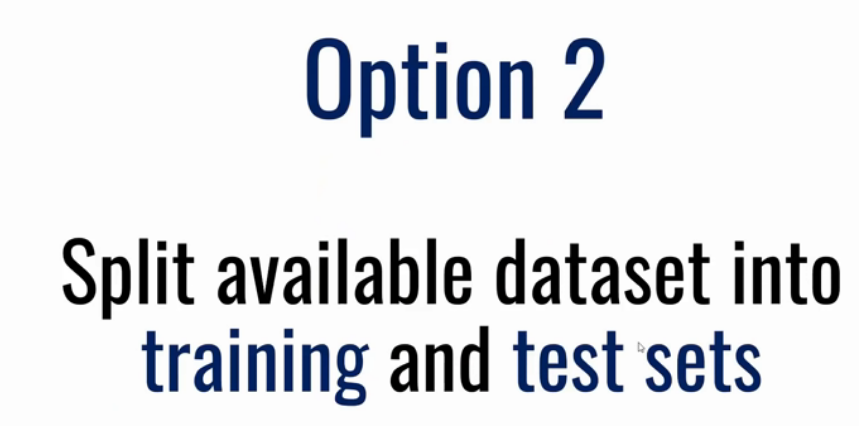 Option 2
Split available dataset into
training and test sets